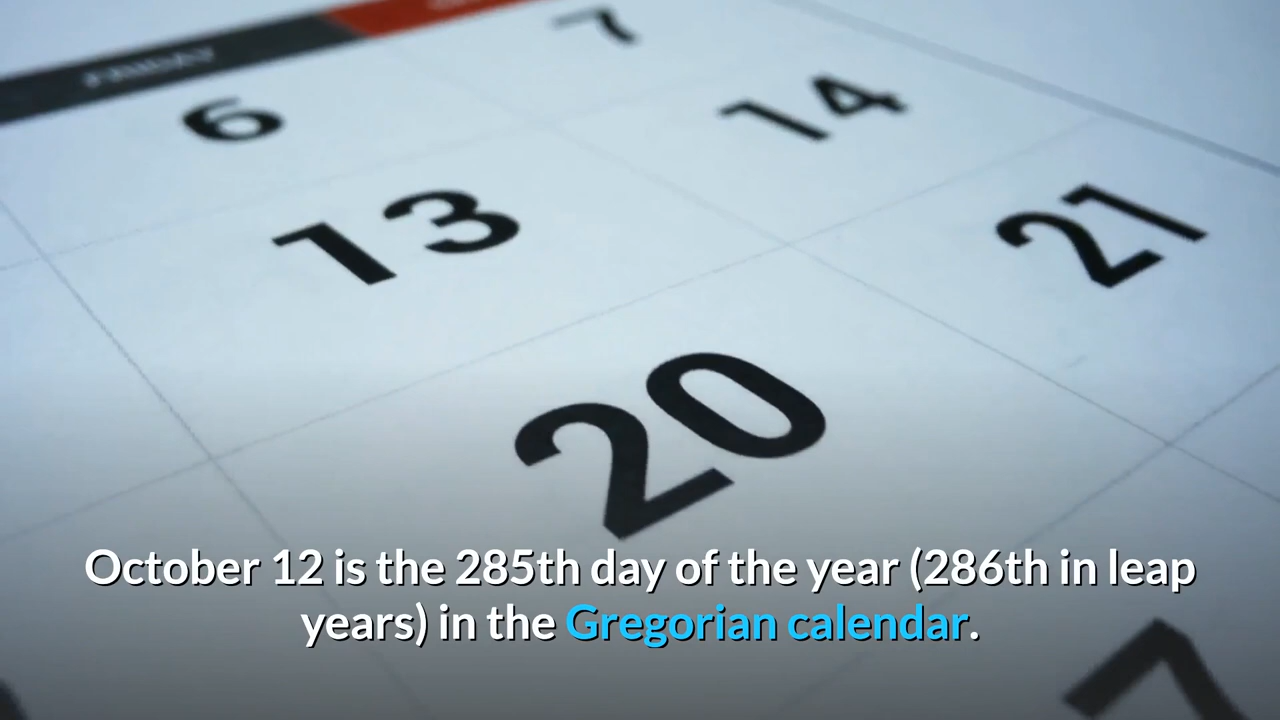 FRIDAY
6 7
13 14
20 21
October 12 is the 285th day of the year (286th in leap
years) in the Gregorian calendar.